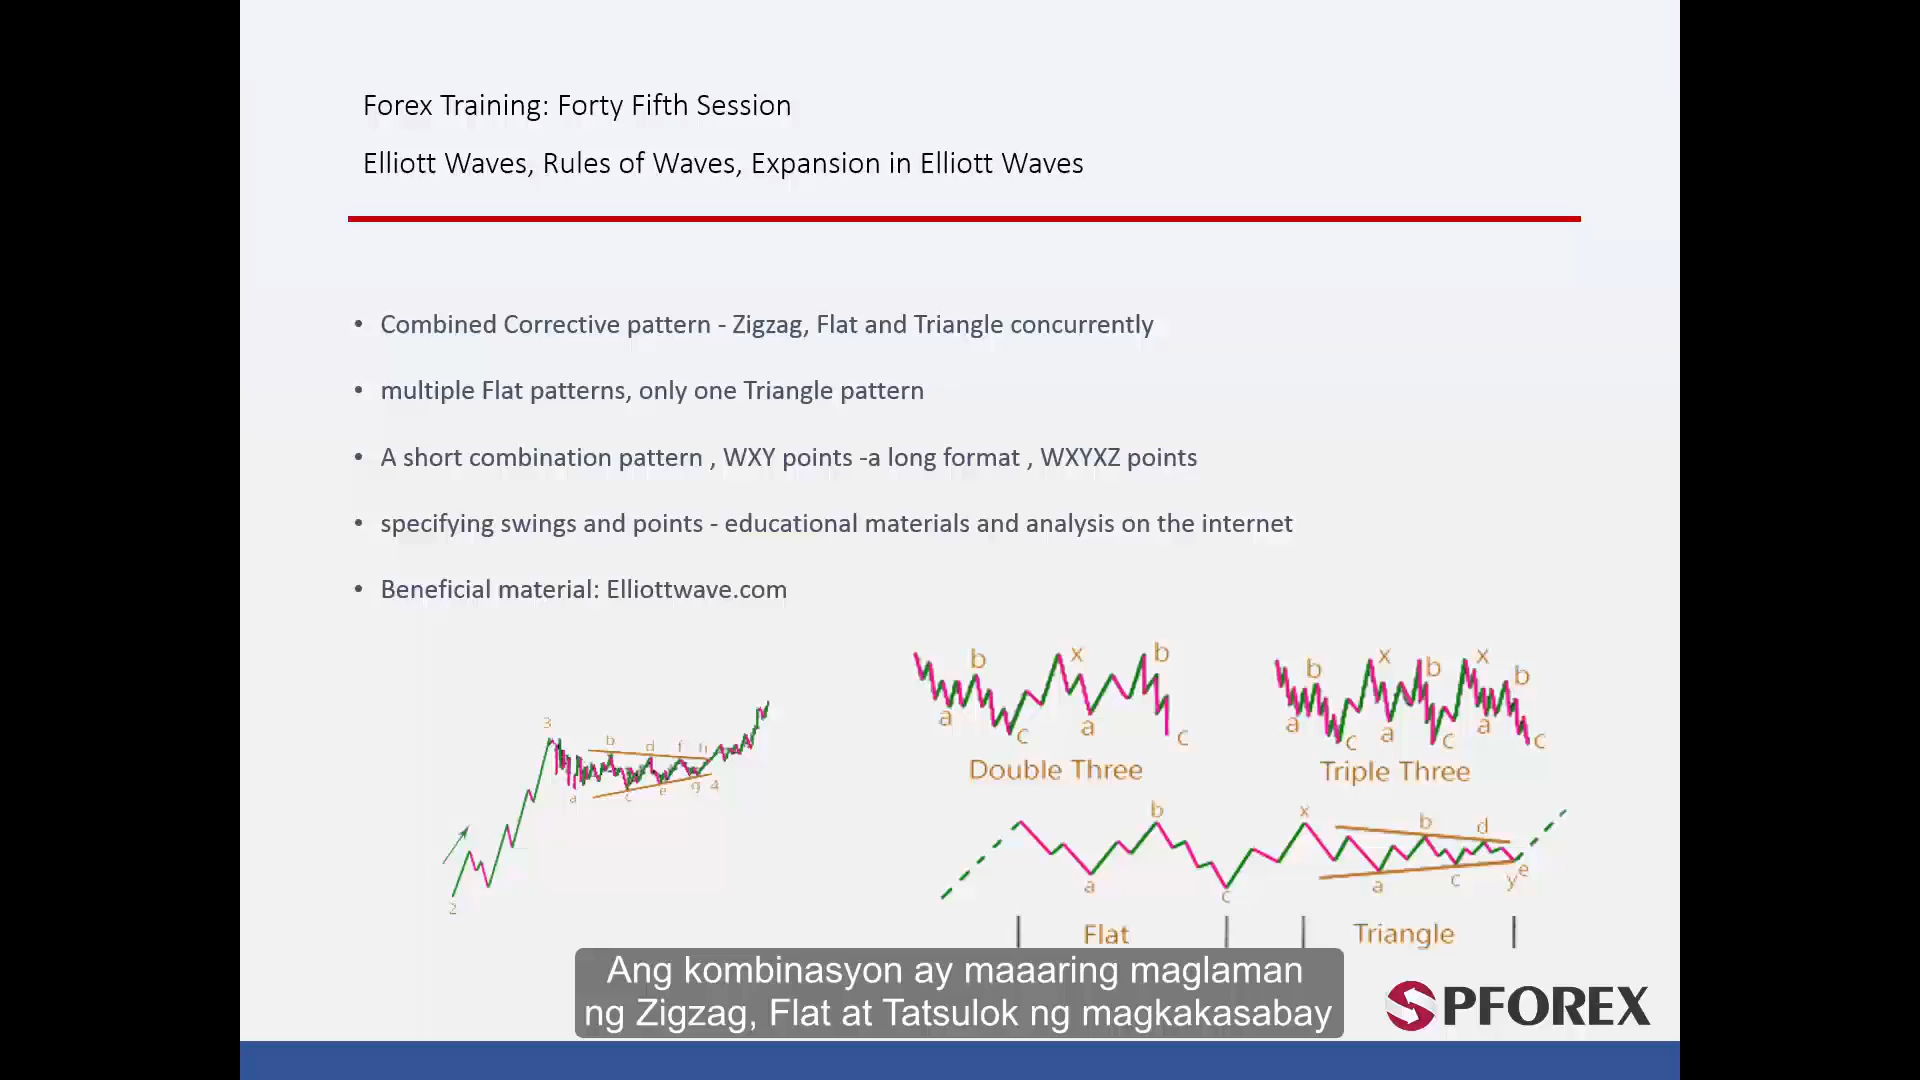 Forex Training: Forty Fifth Session
Elliott Waves, Rules of Waves, Expansion in Elliott Waves
• Combined Corrective pattern - Zigzag, Flat and Triangle concurrently
• multiple Flat patterns, only one Triangle pattern
• A short combination pattern , WXY points -a long format , WXYXZ points
• specifying swings and points - educational materials and analysis on the internet
• Beneficial material: Elliottwave.com
3
b d f h
a c e g 4
2
b x b
a c a c
Double Three
b x b x b
a c a c a c
Triple Three
b x b d
a c a c y e
Flat Triangle
Ang kombinasyon ay maaaring maglaman
ng Zigzag, Flat at Tatsulok ng magkakasabay
SPFOREX